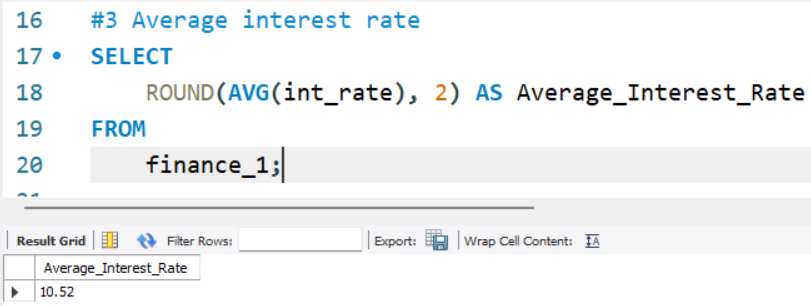 16 #3 Average interest rate
17 SELECT
18 ROUND(AVG(int_rate), 2) AS Average_Interest_Rate
19 FROM
20 finance_1;
Result Grid Filter Rows: Export: Wrap Cell Content: IA
Average_Interest_Rate
10.52